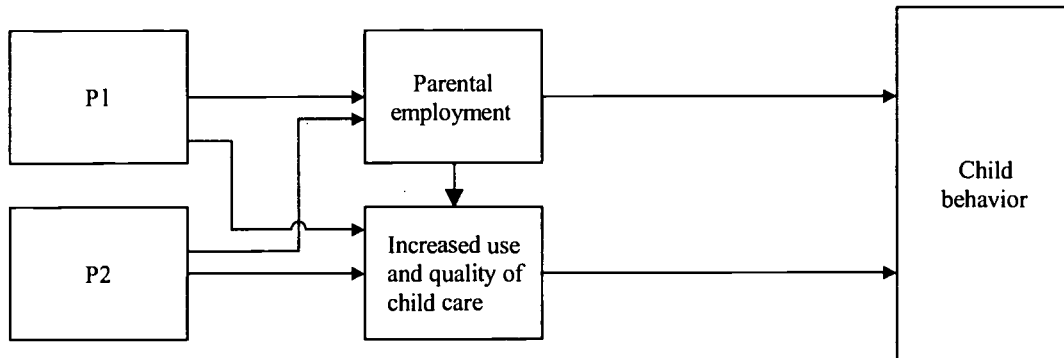 P1
Parental
employment
Child
behavior
P2
Increased use
and quality of
child care